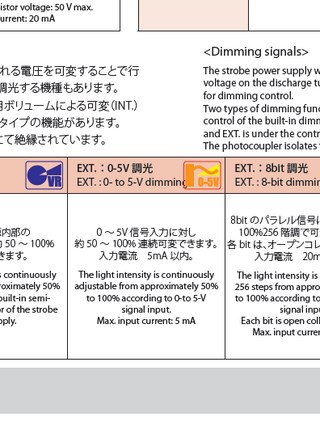 istor voltage: 50 V max.
current: 20 mA
れる電圧を可変することで行
調光する機種もあります。
ボリュームによる可変（INT.）
タイプの機能があります。
にて絶縁されています。
<Dimming signals>
The strobe power supply w
voltage on the discharge tu
for dimming control.
Two types of dimming func
control of the built-in dimm
and EXT. is under the contr
The photocoupler isolates
VR
内部の
50 ～ 100%
きます。
s continuously
roximately 50%
built-in semi-
or of the strobe
pply.
EXT.：0-5V 調光
EXT. : 0- to 5-V dimming
0-5V
0 ～ 5V 信号入力に対し
約 50 ～ 100% 連続可変できます。
入力電流　5mA 以内。
The light intensity is continuously
adjustable from approximately 50%
to 100% according to 0-to 5-V
signal input.
Max. input current: 5 mA
EXT.：8bit 調光
EXT. : 8-bit dimmin
8bit のパラレル信号に
100%256 階調で可
各 bit は、オープンコレ
入力電流　20m
The light intensity is
256 steps from appro
to 100% according to
signal inpu
Each bit is open coll
Max. input curre